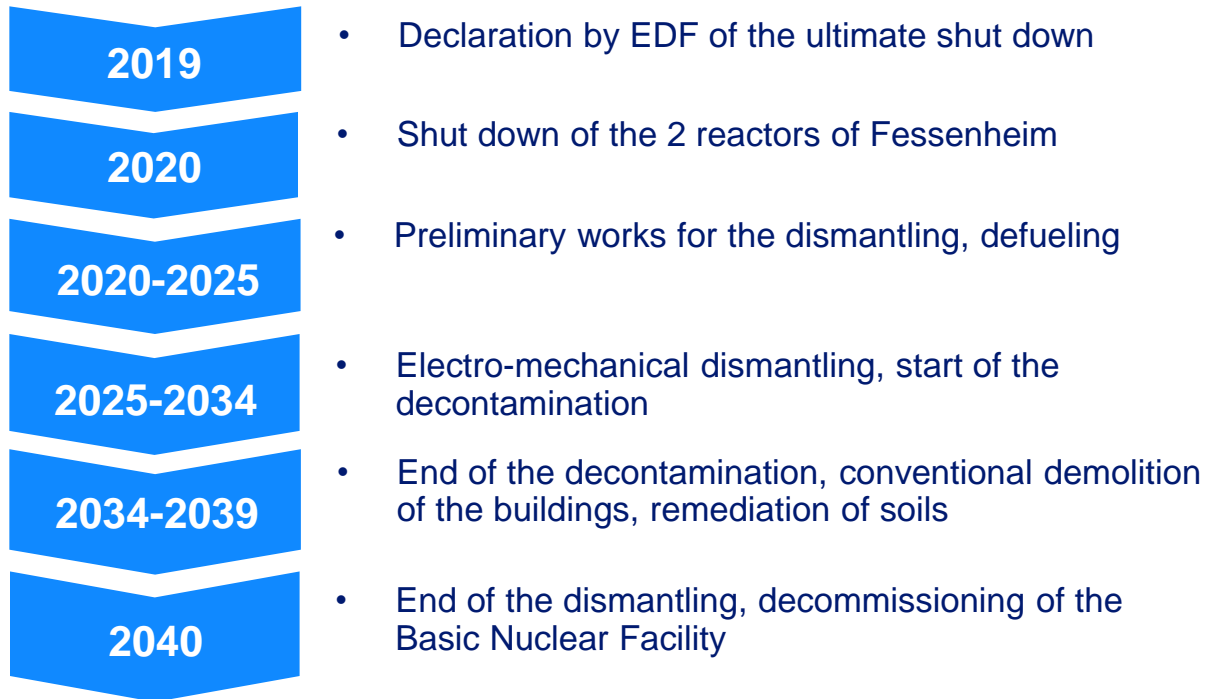 2019
• Declaration by EDF of the ultimate shut down
2020
• Shut down of the 2 reactors of Fessenheim
2020-2025
• Preliminary works for the dismantling, defueling
2025-2034
• Electro-mechanical dismantling, start of the
decontamination
2034-2039
• End of the decontamination, conventional demolition
of the buildings, remediation of soils
2040
• End of the dismantling, decommissioning of the
Basic Nuclear Facility